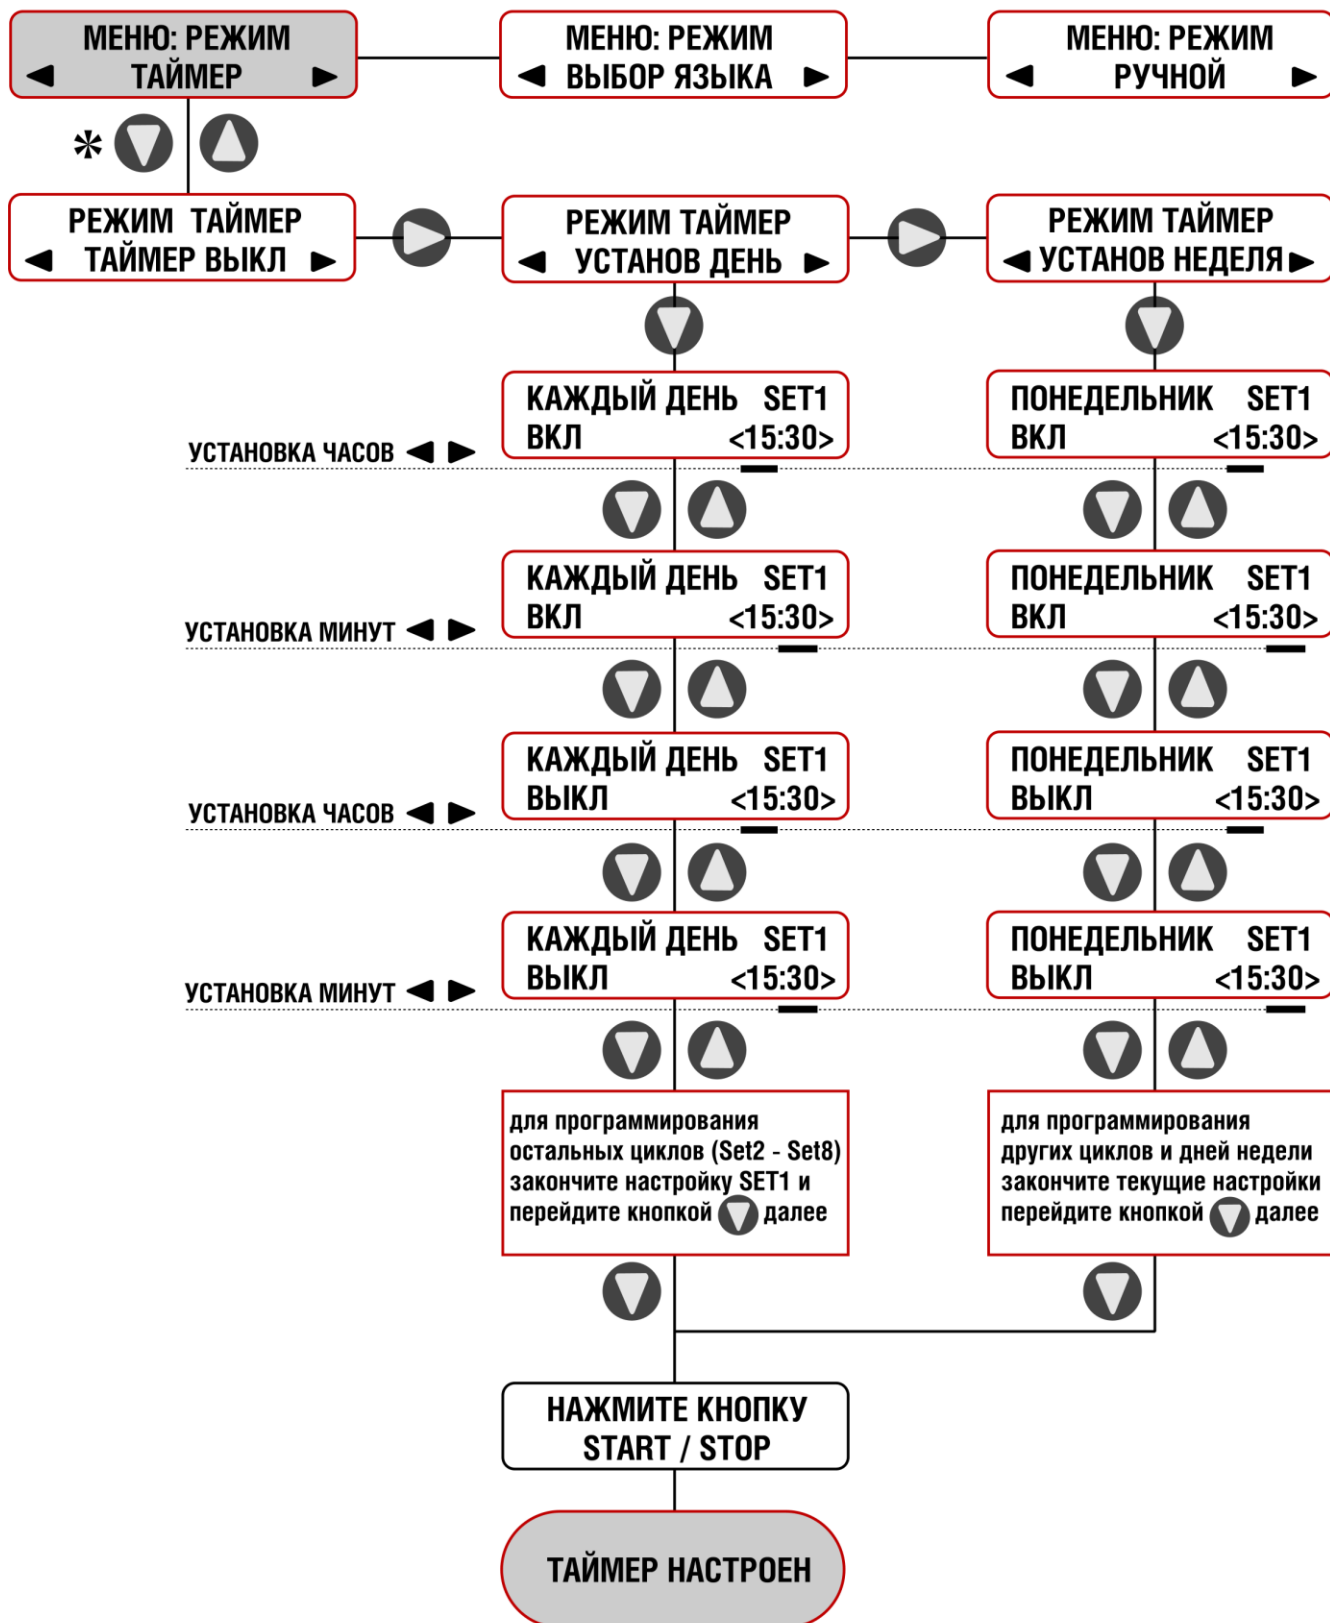 МЕНЮ: РЕЖИМ
◀ ТАЙМЕР ▶
МЕНЮ: РЕЖИМ
◀ ВЫБОР ЯЗЫКА ▶
МЕНЮ: РЕЖИМ
◀ РУЧНОЙ ▶
*
РЕЖИМ ТАЙМЕР
◀ ТАЙМЕР ВЫКЛ ▶
РЕЖИМ ТАЙМЕР
◀ УСТАНОВ ДЕНЬ ▶
РЕЖИМ ТАЙМЕР
◀ УСТАНОВ НЕДЕЛЯ ▶
УСТАНОВКА ЧАСОВ ◀ ▶
КАЖДЫЙ ДЕНЬ SET1
ВКЛ <15:30>
ПОНЕДЕЛЬНИК SET1
ВКЛ <15:30>
УСТАНОВКА МИНУТ ◀ ▶
КАЖДЫЙ ДЕНЬ SET1
ВКЛ <15:30>
ПОНЕДЕЛЬНИК SET1
ВКЛ <15:30>
УСТАНОВКА ЧАСОВ ◀ ▶
КАЖДЫЙ ДЕНЬ SET1
ВЫКЛ <15:30>
ПОНЕДЕЛЬНИК SET1
ВЫКЛ <15:30>
УСТАНОВКА МИНУТ ◀ ▶
КАЖДЫЙ ДЕНЬ SET1
ВЫКЛ <15:30>
ПОНЕДЕЛЬНИК SET1
ВЫКЛ <15:30>
для программирования
остальных циклов (Set2 - Set8)
закончите настройку SET1 и
перейдите кнопкой ▽ далее
для программирования
других циклов и дней недели
закончите текущие настройки
перейдите кнопкой ▽ далее
НАЖМИТЕ КНОПКУ
START / STOP
ТАЙМЕР НАСТРОЕН